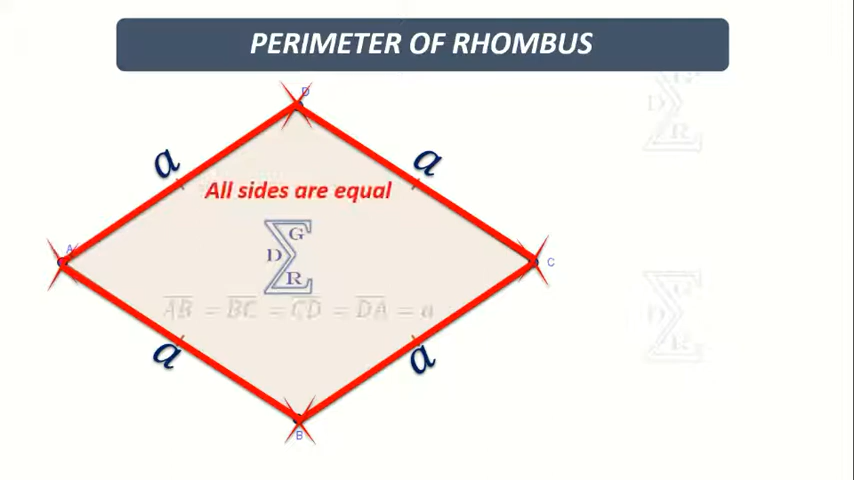 PERIMETER OF RHOMBUS
D
G
D
R
a
a
All sides are equal
G
D
R
A
C
AB = BC = CD = DA = a
G
D
R
a
a
B